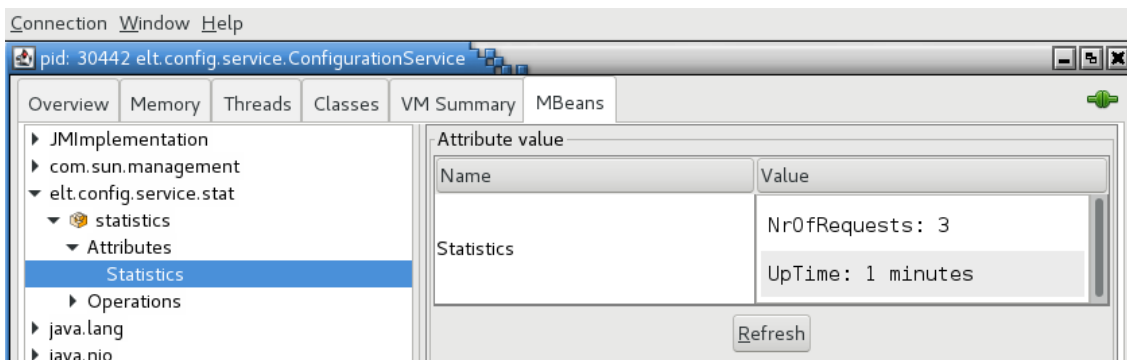 Connection Window Help
pid: 30442 elt.config.service.ConfigurationService
Overview Memory Threads Classes VM Summary MBeans
JMImplementation
com.sun.management
elt.config.service.stat
statistics
Attributes
Statistics
Operations
java.lang
java.nio
Attribute value
Name Value
Statistics
NrOfRequests: 3
UpTime: 1 minutes
Refresh